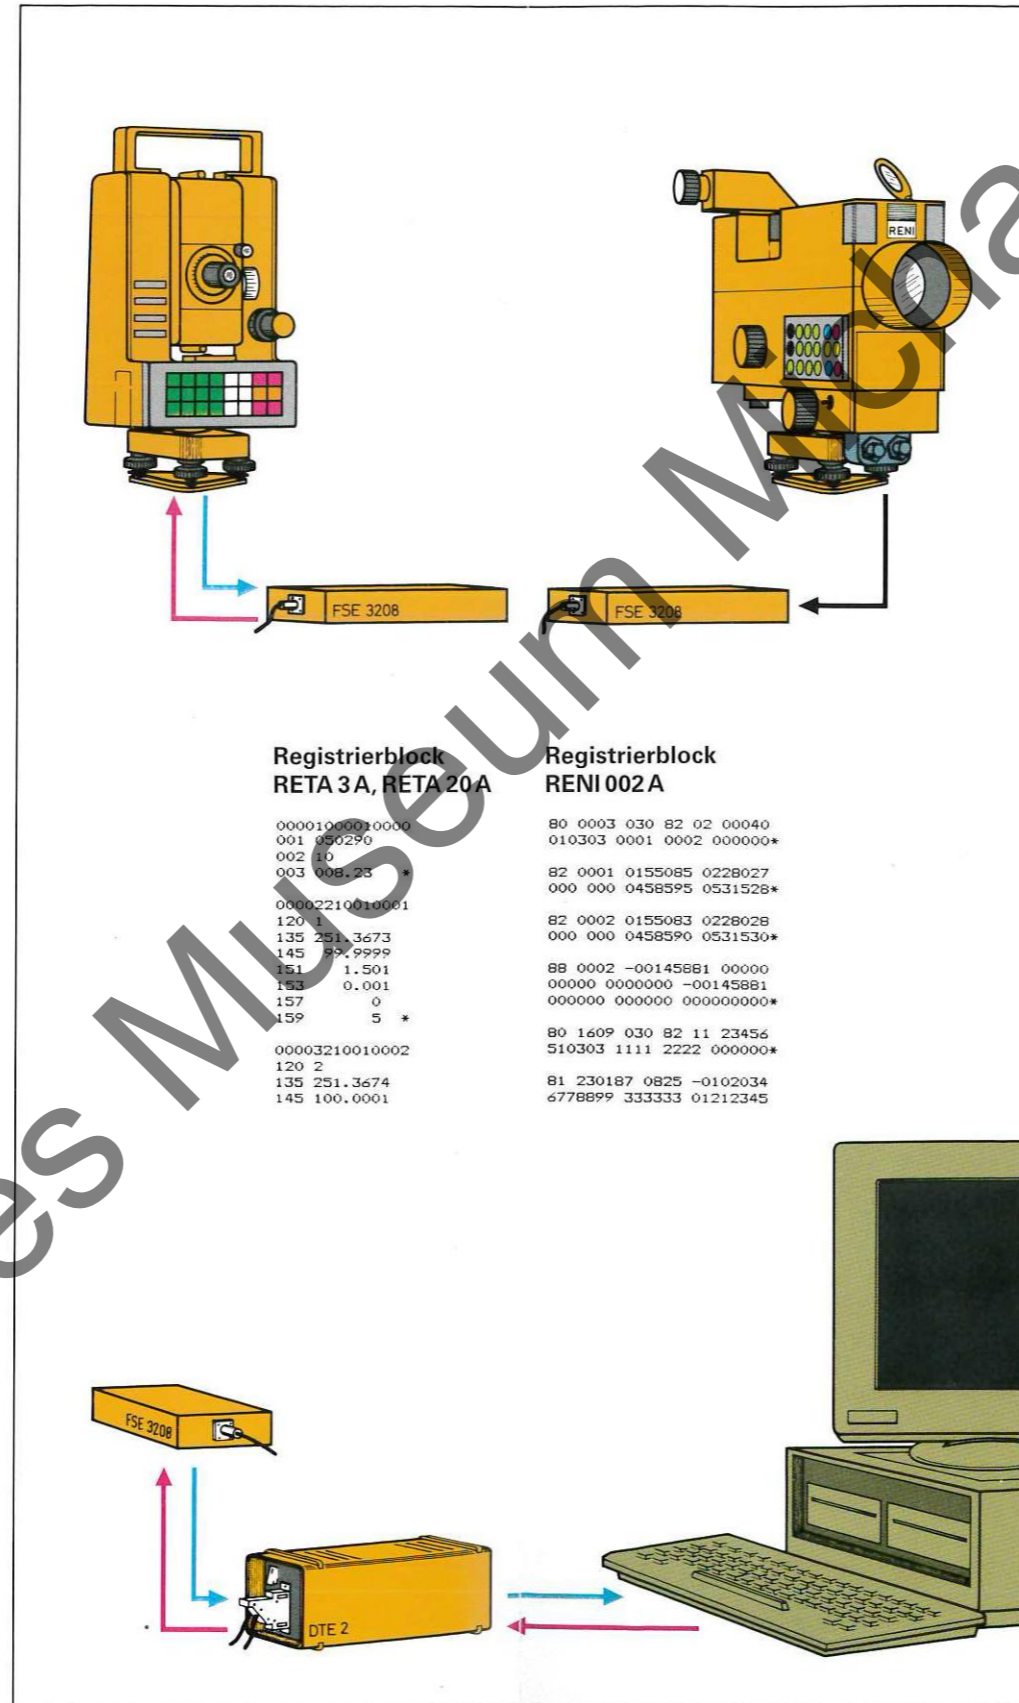 RENI
FSE 3208
FSE 3208
Registrierblock
RETA 3 A, RETA 20 A
00001000010000
001 050290
002 10
003 008.23 *
00002210010001
120 1
135 251.3673
145 99.9999
151 1.501
153 0.001
157 0
159 5 *
00003210010002
120 2
135 251.3674
145 100.0001
Registrierblock
RENI 002 A
80 0003 030 82 02 00040
010303 0001 0002 000000*
82 0001 0155085 0228027
000 000 0458595 0531528*
82 0002 0155083 0228028
000 000 0458590 0531530*
88 0002 -00145881 00000
00000 0000000 -00145881
000000 000000 000000000*
80 1609 030 82 11 23456
510303 1111 2222 000000*
81 230187 0825 -0102034
6778899 333333 01212345
FSE 3208
DTE 2
es Museum Micha